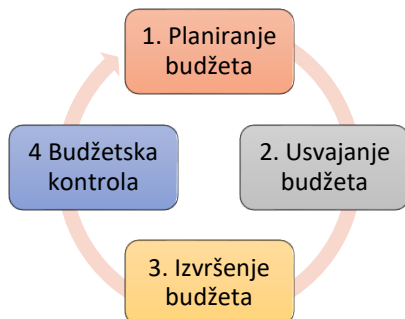 1. Planiranje
budžeta
2. Usvajanje
budžeta
3. Izvršenje
budžeta
4 Budžetska
kontrola